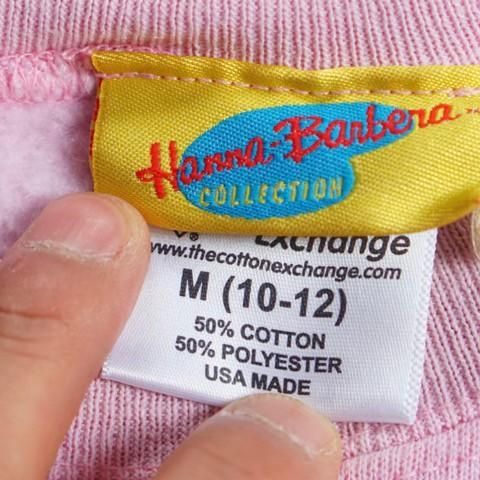 Hanna-Barbera
COLLECTION
Exchange
www.thecottonexchange.com
M (10-12)
50% COTTON
50% POLYESTER
USA MADE